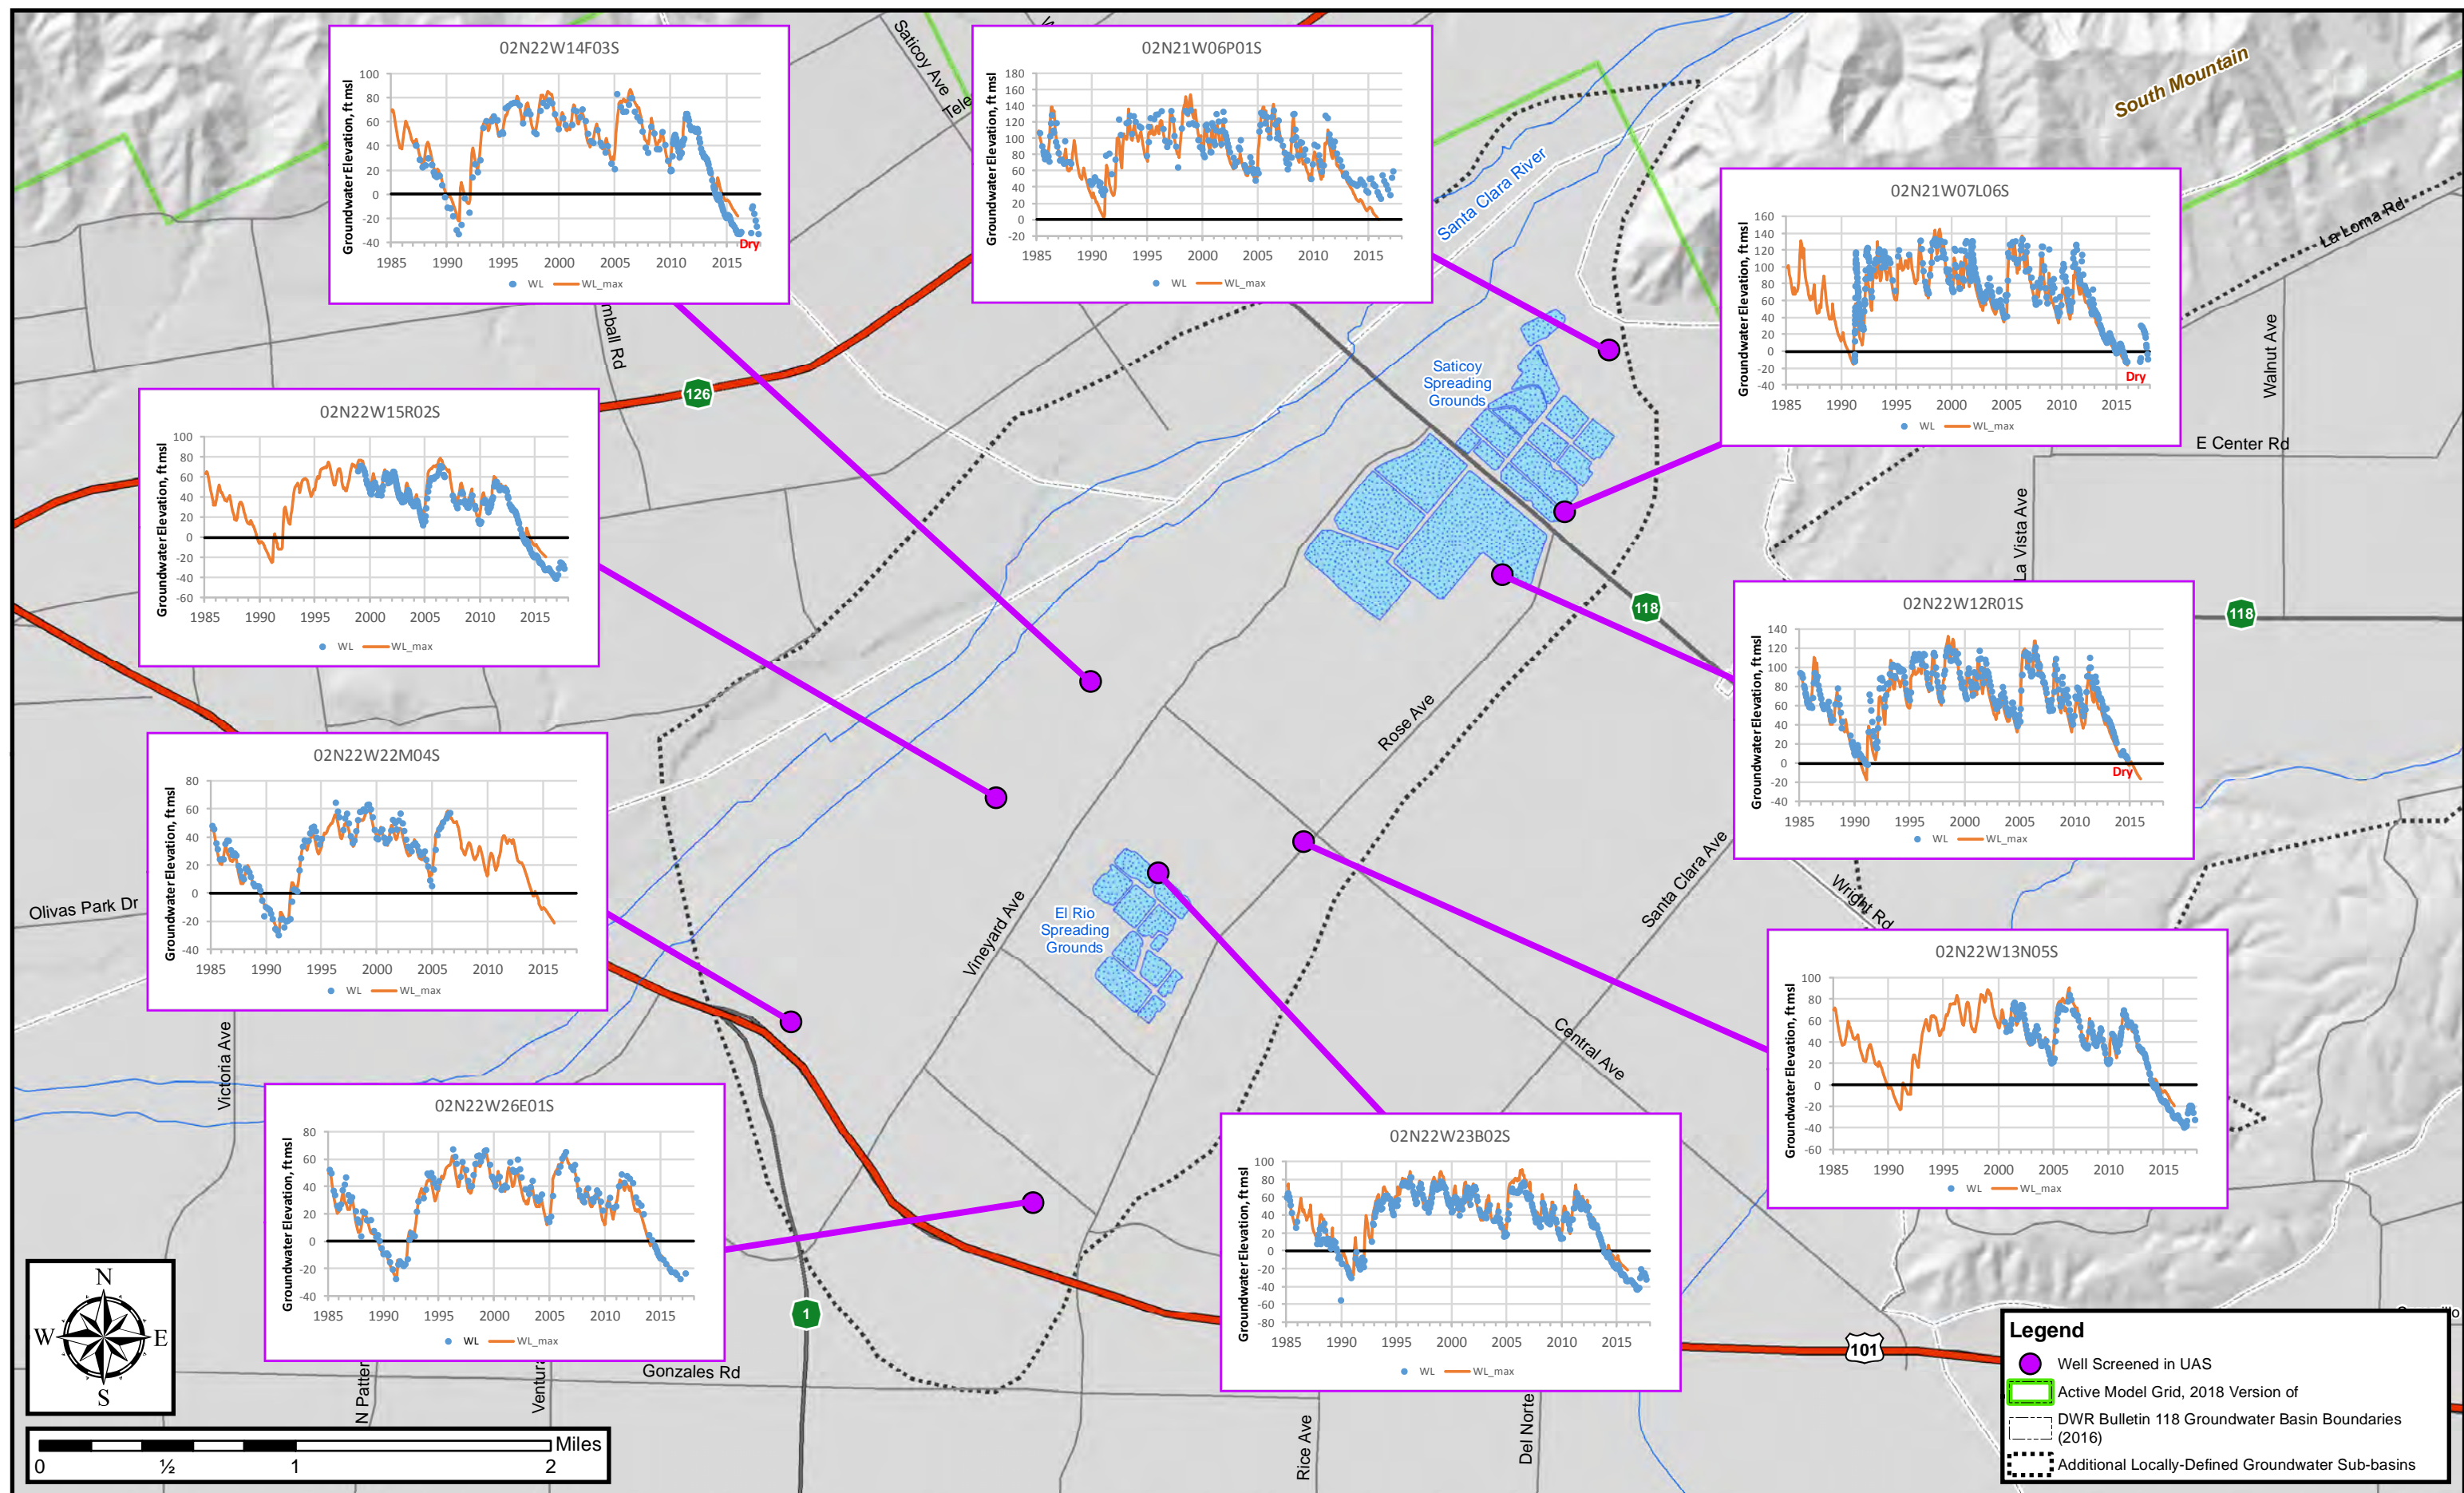 02N22W14F03S
Groundwater Elevation, ft msl
100
80
60
40
20
0
-20
-40
1985 1990 1995 2000 2005 2010 2015
Dry
WL WL_max
02N21W06P01S
Groundwater Elevation, ft msl
180
160
140
120
100
80
60
40
20
0
-20
1985 1990 1995 2000 2005 2010 2015
WL WL_max
02N21W07L06S
Groundwater Elevation, ft msl
160
140
120
100
80
60
40
20
0
-20
-40
1985 1990 1995 2000 2005 2010 2015
Dry
WL WL_max
02N22W15R02S
Groundwater Elevation, ft msl
100
80
60
40
20
0
-20
-40
-60
1985 1990 1995 2000 2005 2010 2015
WL WL_max
02N22W12R01S
Groundwater Elevation, ft msl
140
120
100
80
60
40
20
0
-20
-40
1985 1990 1995 2000 2005 2010 2015
Dry
WL WL_max
02N22W22M04S
Groundwater Elevation, ft msl
80
60
40
20
0
-20
-40
1985 1990 1995 2000 2005 2010 2015
WL WL_max
02N22W13N05S
Groundwater Elevation, ft msl
100
80
60
40
20
0
-20
-40
-60
1985 1990 1995 2000 2005 2010 2015
WL WL_max
02N22W26E01S
Groundwater Elevation, ft msl
80
60
40
20
0
-20
-40
1985 1990 1995 2000 2005 2010 2015
WL WL_max
02N22W23B02S
Groundwater Elevation, ft msl
100
80
60
40
20
0
-20
-40
-60
-80
1985 1990 1995 2000 2005 2010 2015
WL WL_max
Saticoy Ave
Tele
W
South Mountain
Santa Clara River
La Loma Rd
Walnut Ave
E Center Rd
La Vista Ave
mball Rd
126
118
118
Saticoy
Spreading
Grounds
Rose Ave
Santa Clara Ave
Wright Rd
Olivas Park Dr
Vineyard Ave
El Rio
Spreading
Grounds
Central Ave
Victoria Ave
1
101
Gonzales Rd
N Patter
Ventura
Rice Ave
Del Norte
N
W E
S
Miles
0 ½ 1 2
Legend
Well Screened in UAS
Active Model Grid, 2018 Version of
DWR Bulletin 118 Groundwater Basin Boundaries
(2016)
Additional Locally-Defined Groundwater Sub-basins